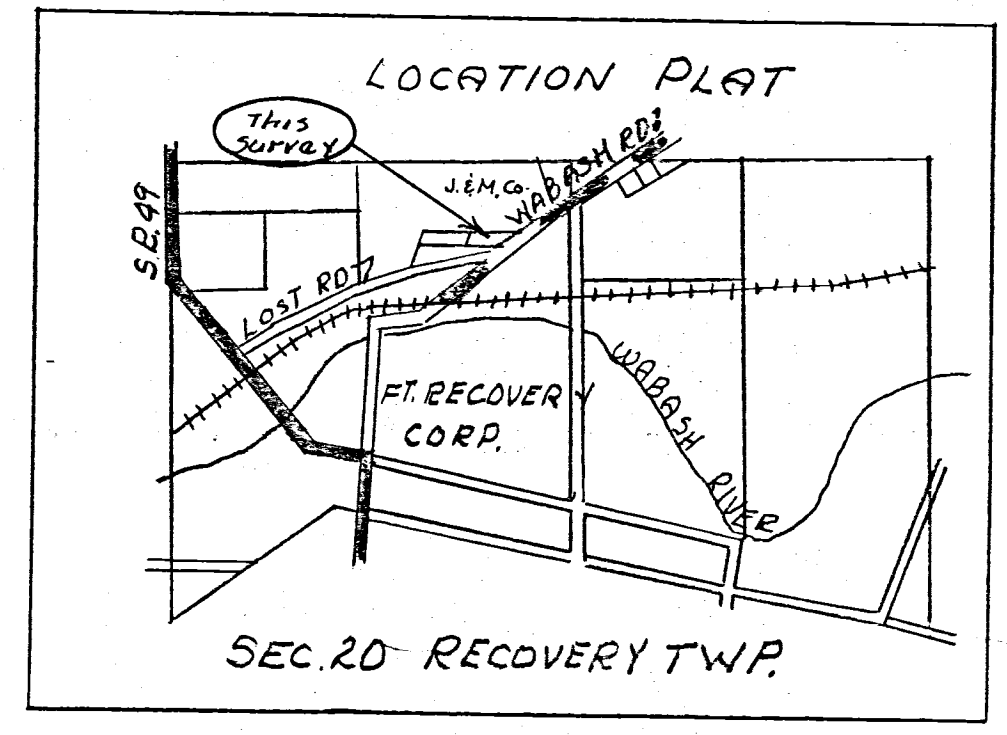 LOCATION PLAT
This
Survey
WABASH RD.
J. & M. Co.
S.R. 49
LOST RD
FT. RECOVERY
CORP.
WABASH RIVER
SEC. 20 RECOVERY TWP.